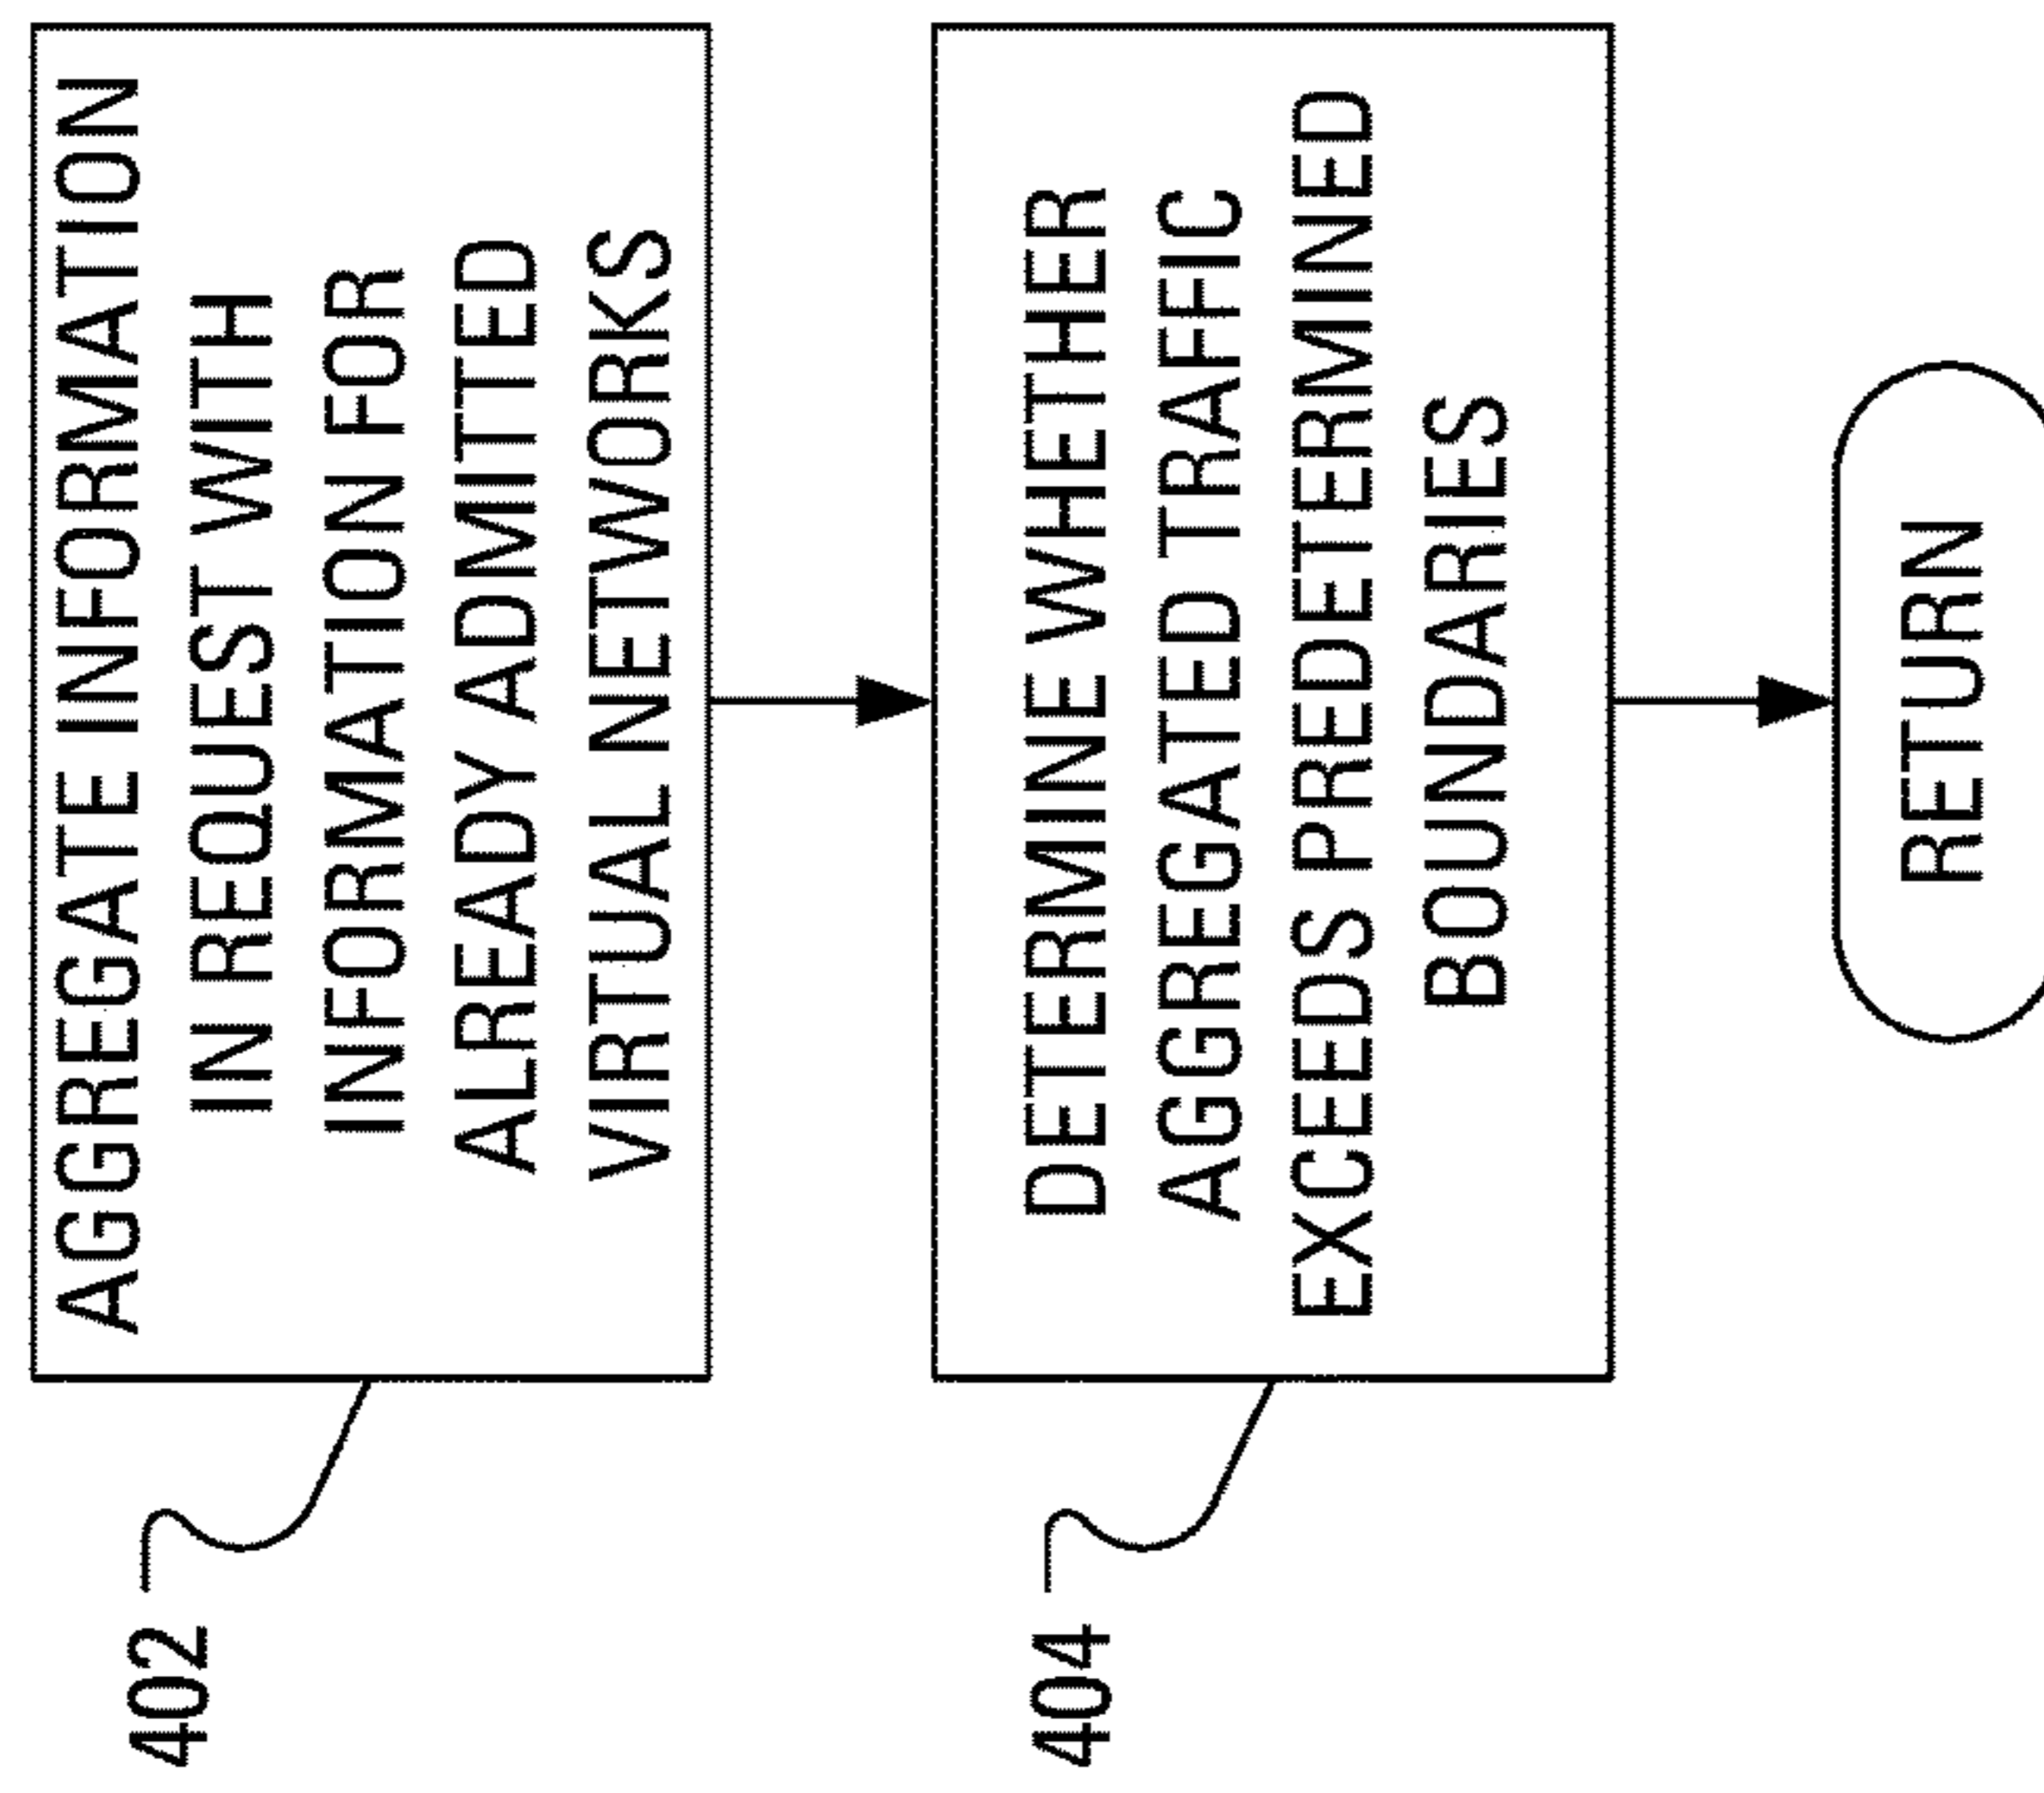 402
AGGREGATE INFORMATION
IN REQUEST WITH
INFORMATION FOR
ALREADY ADMITTED
VIRTUAL NETWORKS
404
DETERMINE WHETHER
AGGREGATED TRAFFIC
EXCEEDS PREDETERMINED
BOUNDARIES
RETURN